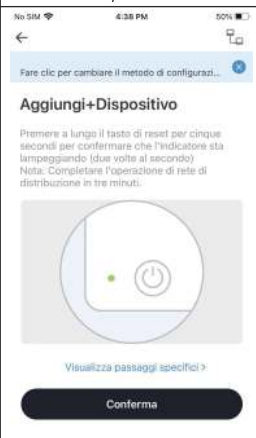 No SIM 4:38 PM 50%
Fare clic per cambiare il metodo di configurazi...
Aggiungi+Dispositivo
Premere a lungo il tasto di reset per cinque
secondi per confermare che l'indicatore sta
lampeggiando (due volte al secondo)
Nota: Completare l'operazione di rete di
distribuzione in tre minuti.
Visualizza passaggi specifici >
Conferma